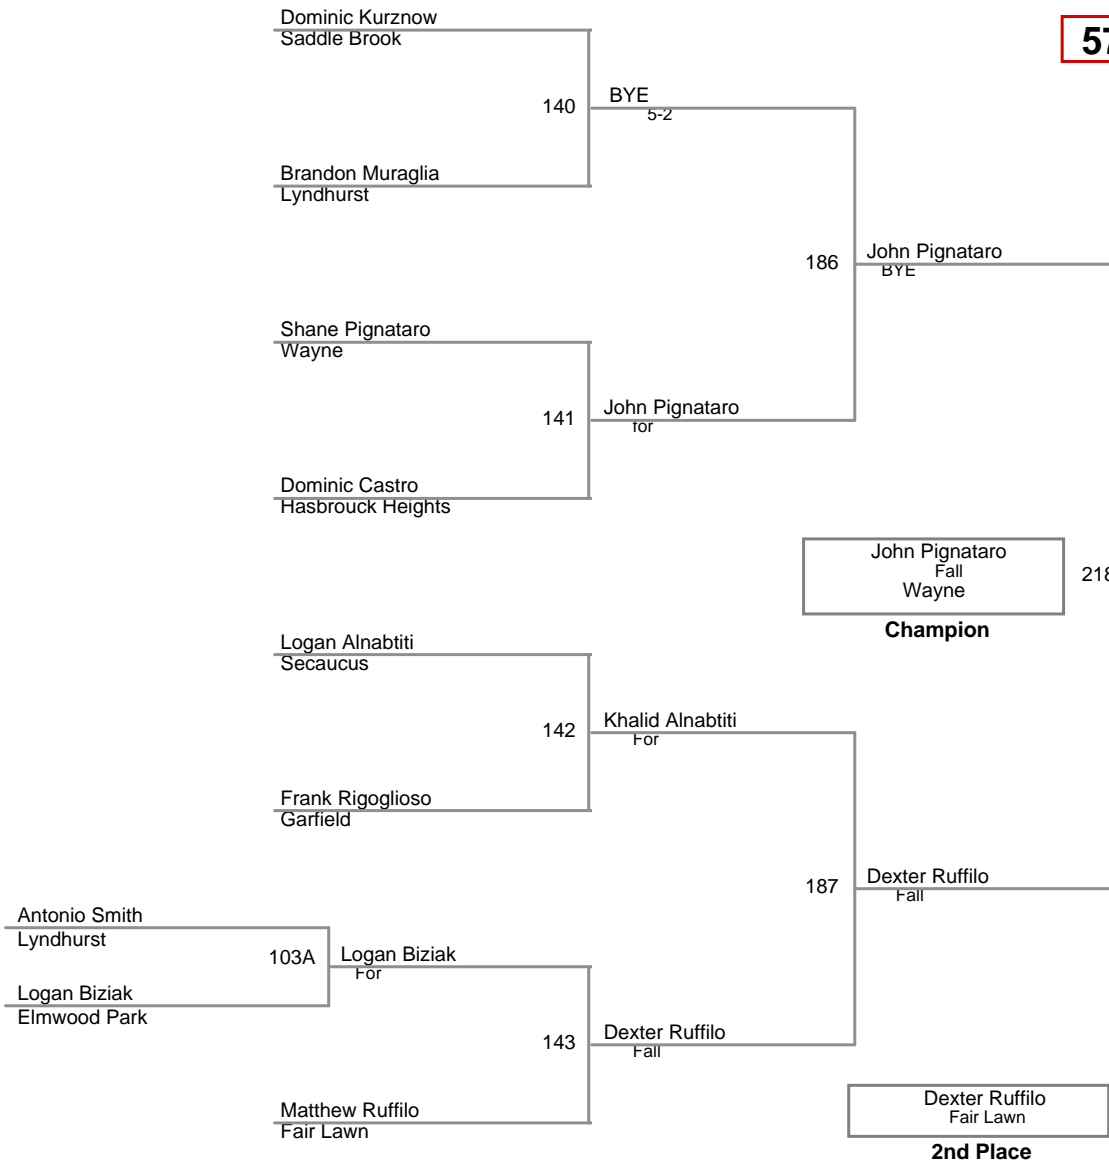 Dominic Kurznow
Saddle Brook
57
140
BYE
5-2
Brandon Muraglia
Lyndhurst
186
John Pignataro
BYE
Shane Pignataro
Wayne
141
John Pignataro
for
Dominic Castro
Hasbrouck Heights
John Pignataro
Fall
Wayne
218
Champion
Logan Alnabtiti
Secaucus
142
Khalid Alnabtiti
For
Frank Rigoglioso
Garfield
187
Dexter Ruffilo
Fall
Antonio Smith
Lyndhurst
103A
Logan Biziak
For
Logan Biziak
Elmwood Park
143
Dexter Ruffilo
Fall
Matthew Ruffilo
Fair Lawn
Dexter Ruffilo
Fair Lawn
2nd Place